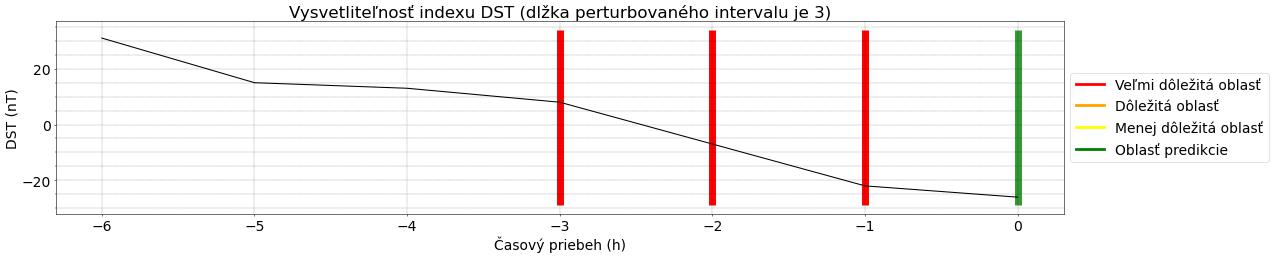 Vysvetliteľnosť indexu DST (dĺžka perturbovaného intervalu je 3)
DST (nT)
20
0
−20
−6 −5 −4 −3 −2 −1 0
Časový priebeh (h)
Veľmi dôležitá oblasť
Dôležitá oblasť
Menej dôležitá oblasť
Oblasť predikcie